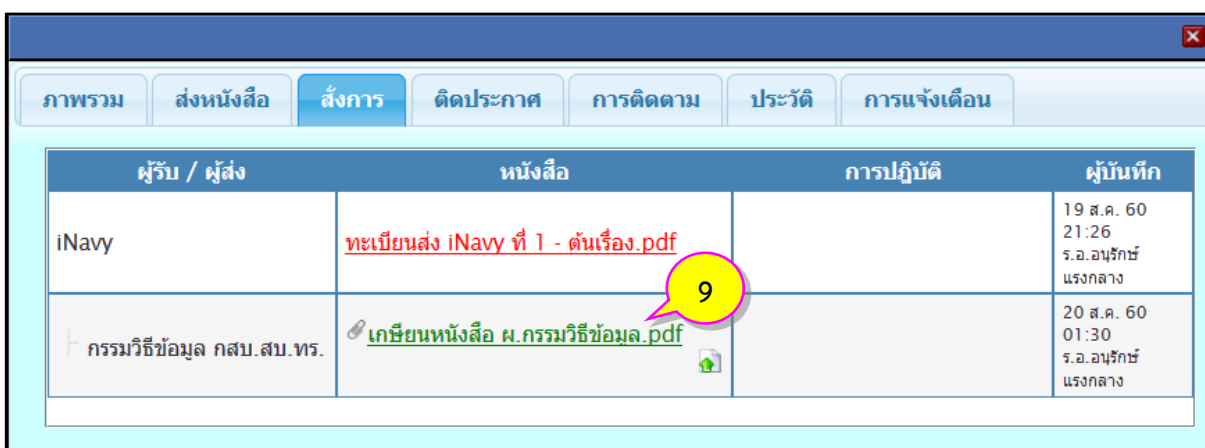 ภาพรวม ส่งหนังสือ สั่งการ ติดประกาศ การติดตาม ประวัติ การแจ้งเตือน
ผู้รับ / ผู้ส่ง หนังสือ การปฏิบัติ ผู้บันทึก
iNavy ทะเบียนส่ง iNavy ที่ 1 - ต้นเรื่อง.pdf
19 ส.ค. 60
21:26
ร.อ.อนุรักษ์
แรงกลาง
9
กรรมวิธีข้อมูล กสบ.สบ.ทร. เกษียนหนังสือ ผ.กรรมวิธีข้อมูล.pdf
20 ส.ค. 60
01:30
ร.อ.อนุรักษ์
แรงกลาง